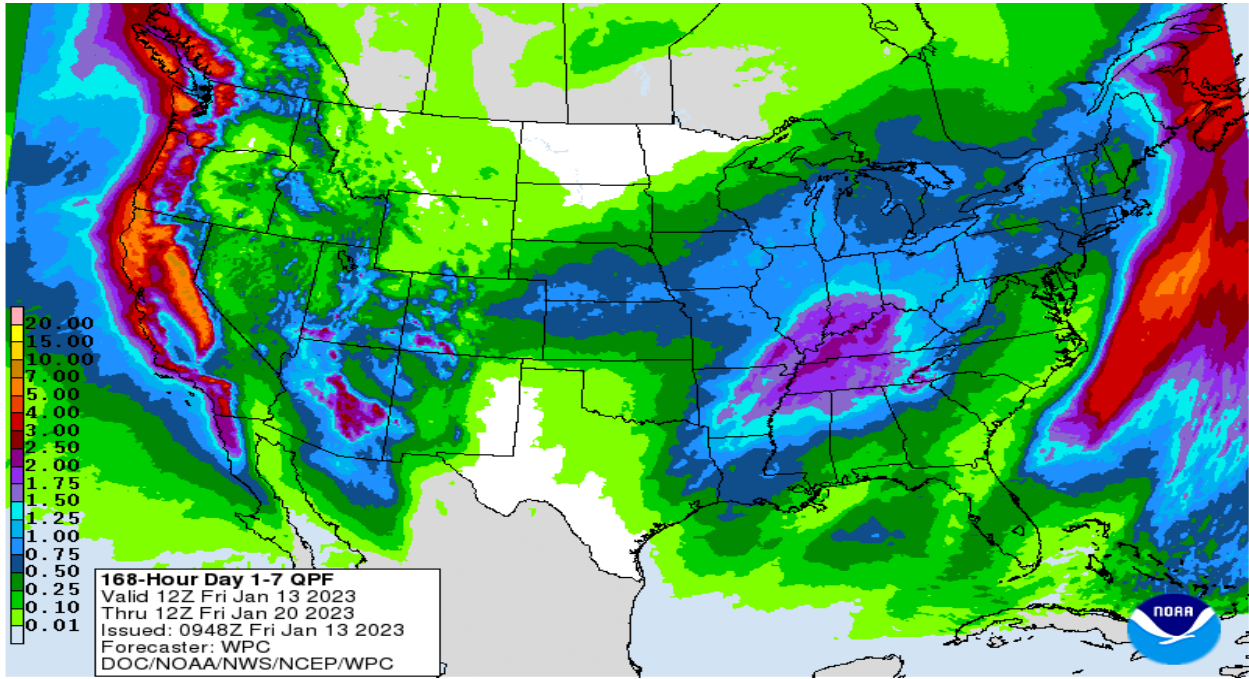 20.00
15.00
10.00
7.00
5.00
4.00
3.00
2.50
2.00
1.75
1.50
1.25
1.00
0.75
0.50
0.25
0.10
0.01
168-Hour Day 1-7 QPF
Valid 12Z Fri Jan 13 2023
Thru 12Z Fri Jan 20 2023
Issued: 0948Z Fri Jan 13 2023
Forecaster: WPC
DOC/NOAA/NWS/NCEP/WPC
NOAA